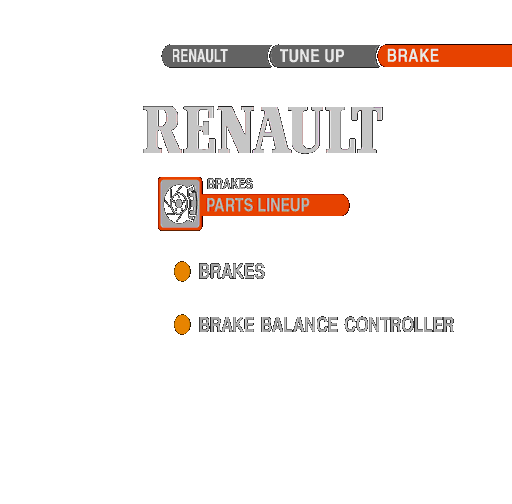 RENAULT TUNE UP BRAKE
RENAULT
BRAKES
PARTS LINEUP
BRAKES
BRAKE BALANCE CONTROLLER